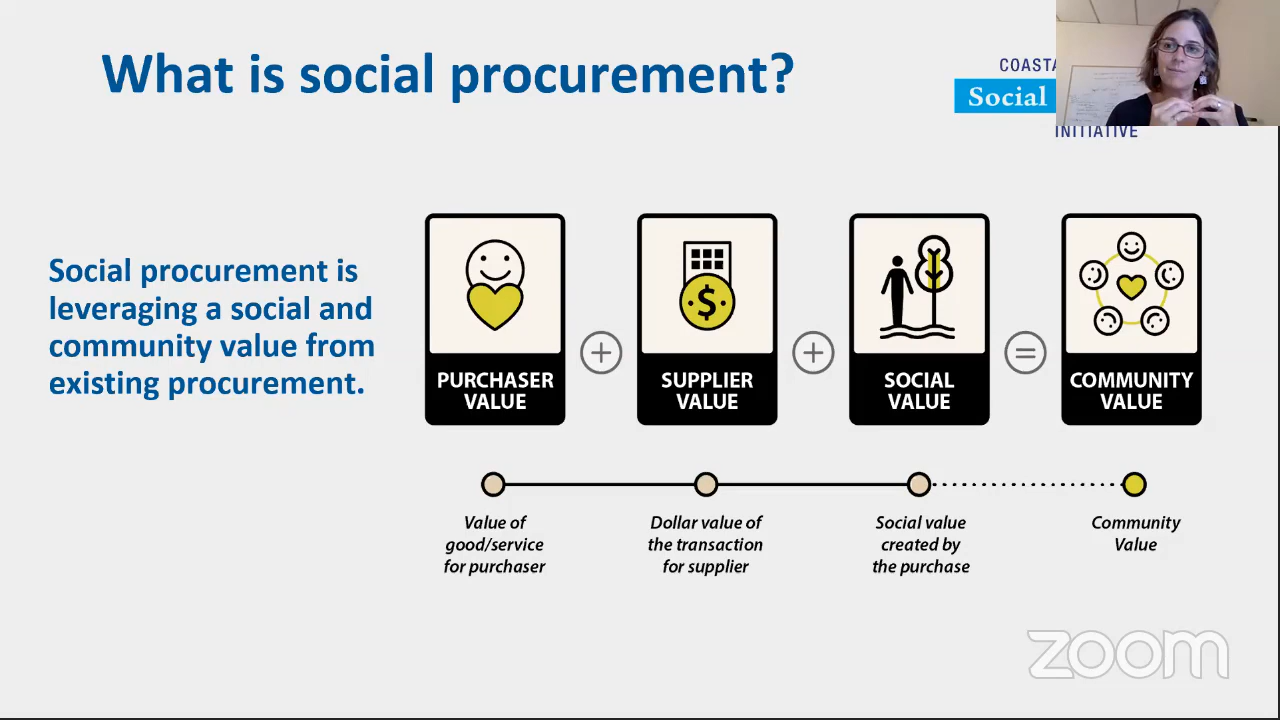 What is social procurement?
COASTA
Social
INITIATIVE
Social procurement is
leveraging a social and
community value from
existing procurement.
PURCHASER
VALUE
SUPPLIER
VALUE
SOCIAL
VALUE
COMMUNITY
VALUE
Value of
good/service
for purchaser
Dollar value of
the transaction
for supplier
Social value
created by
the purchase
Community
Value
zoom